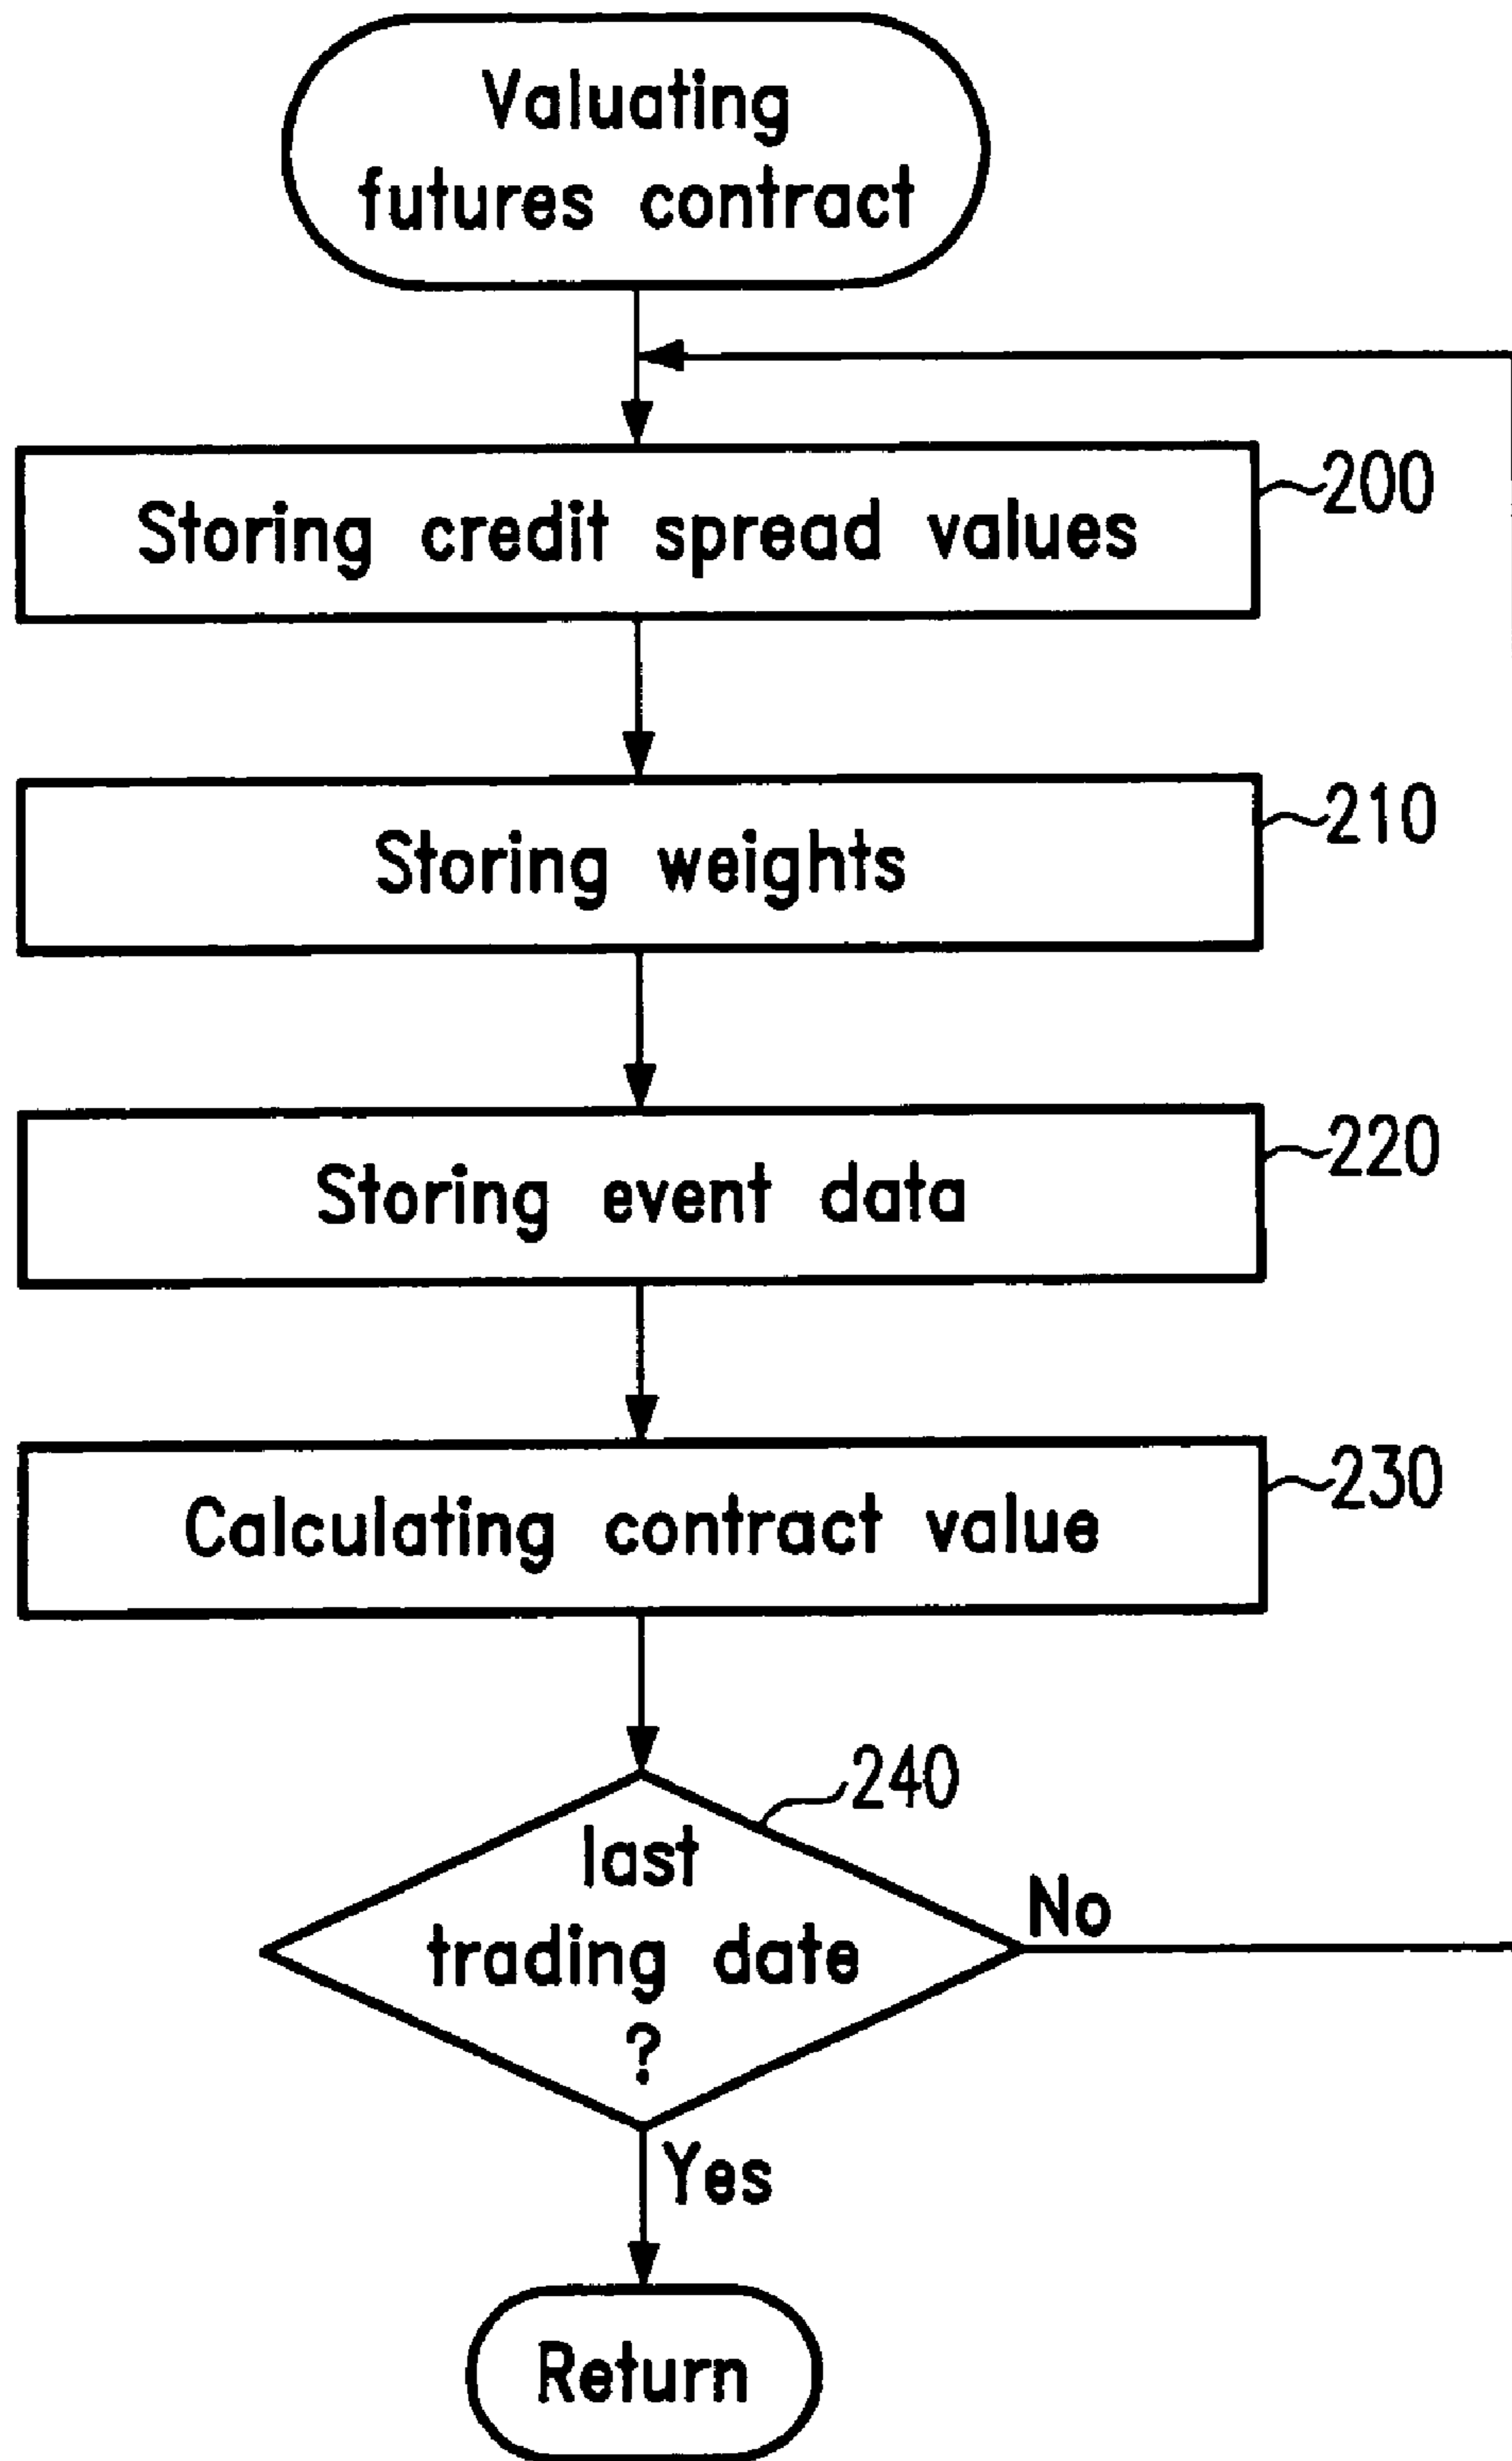 Valuating
futures contract
Storing credit spread values
200
Storing weights
210
Storing event data
220
Calculating contract value
230
240
last
trading date
?
No
Yes
Return